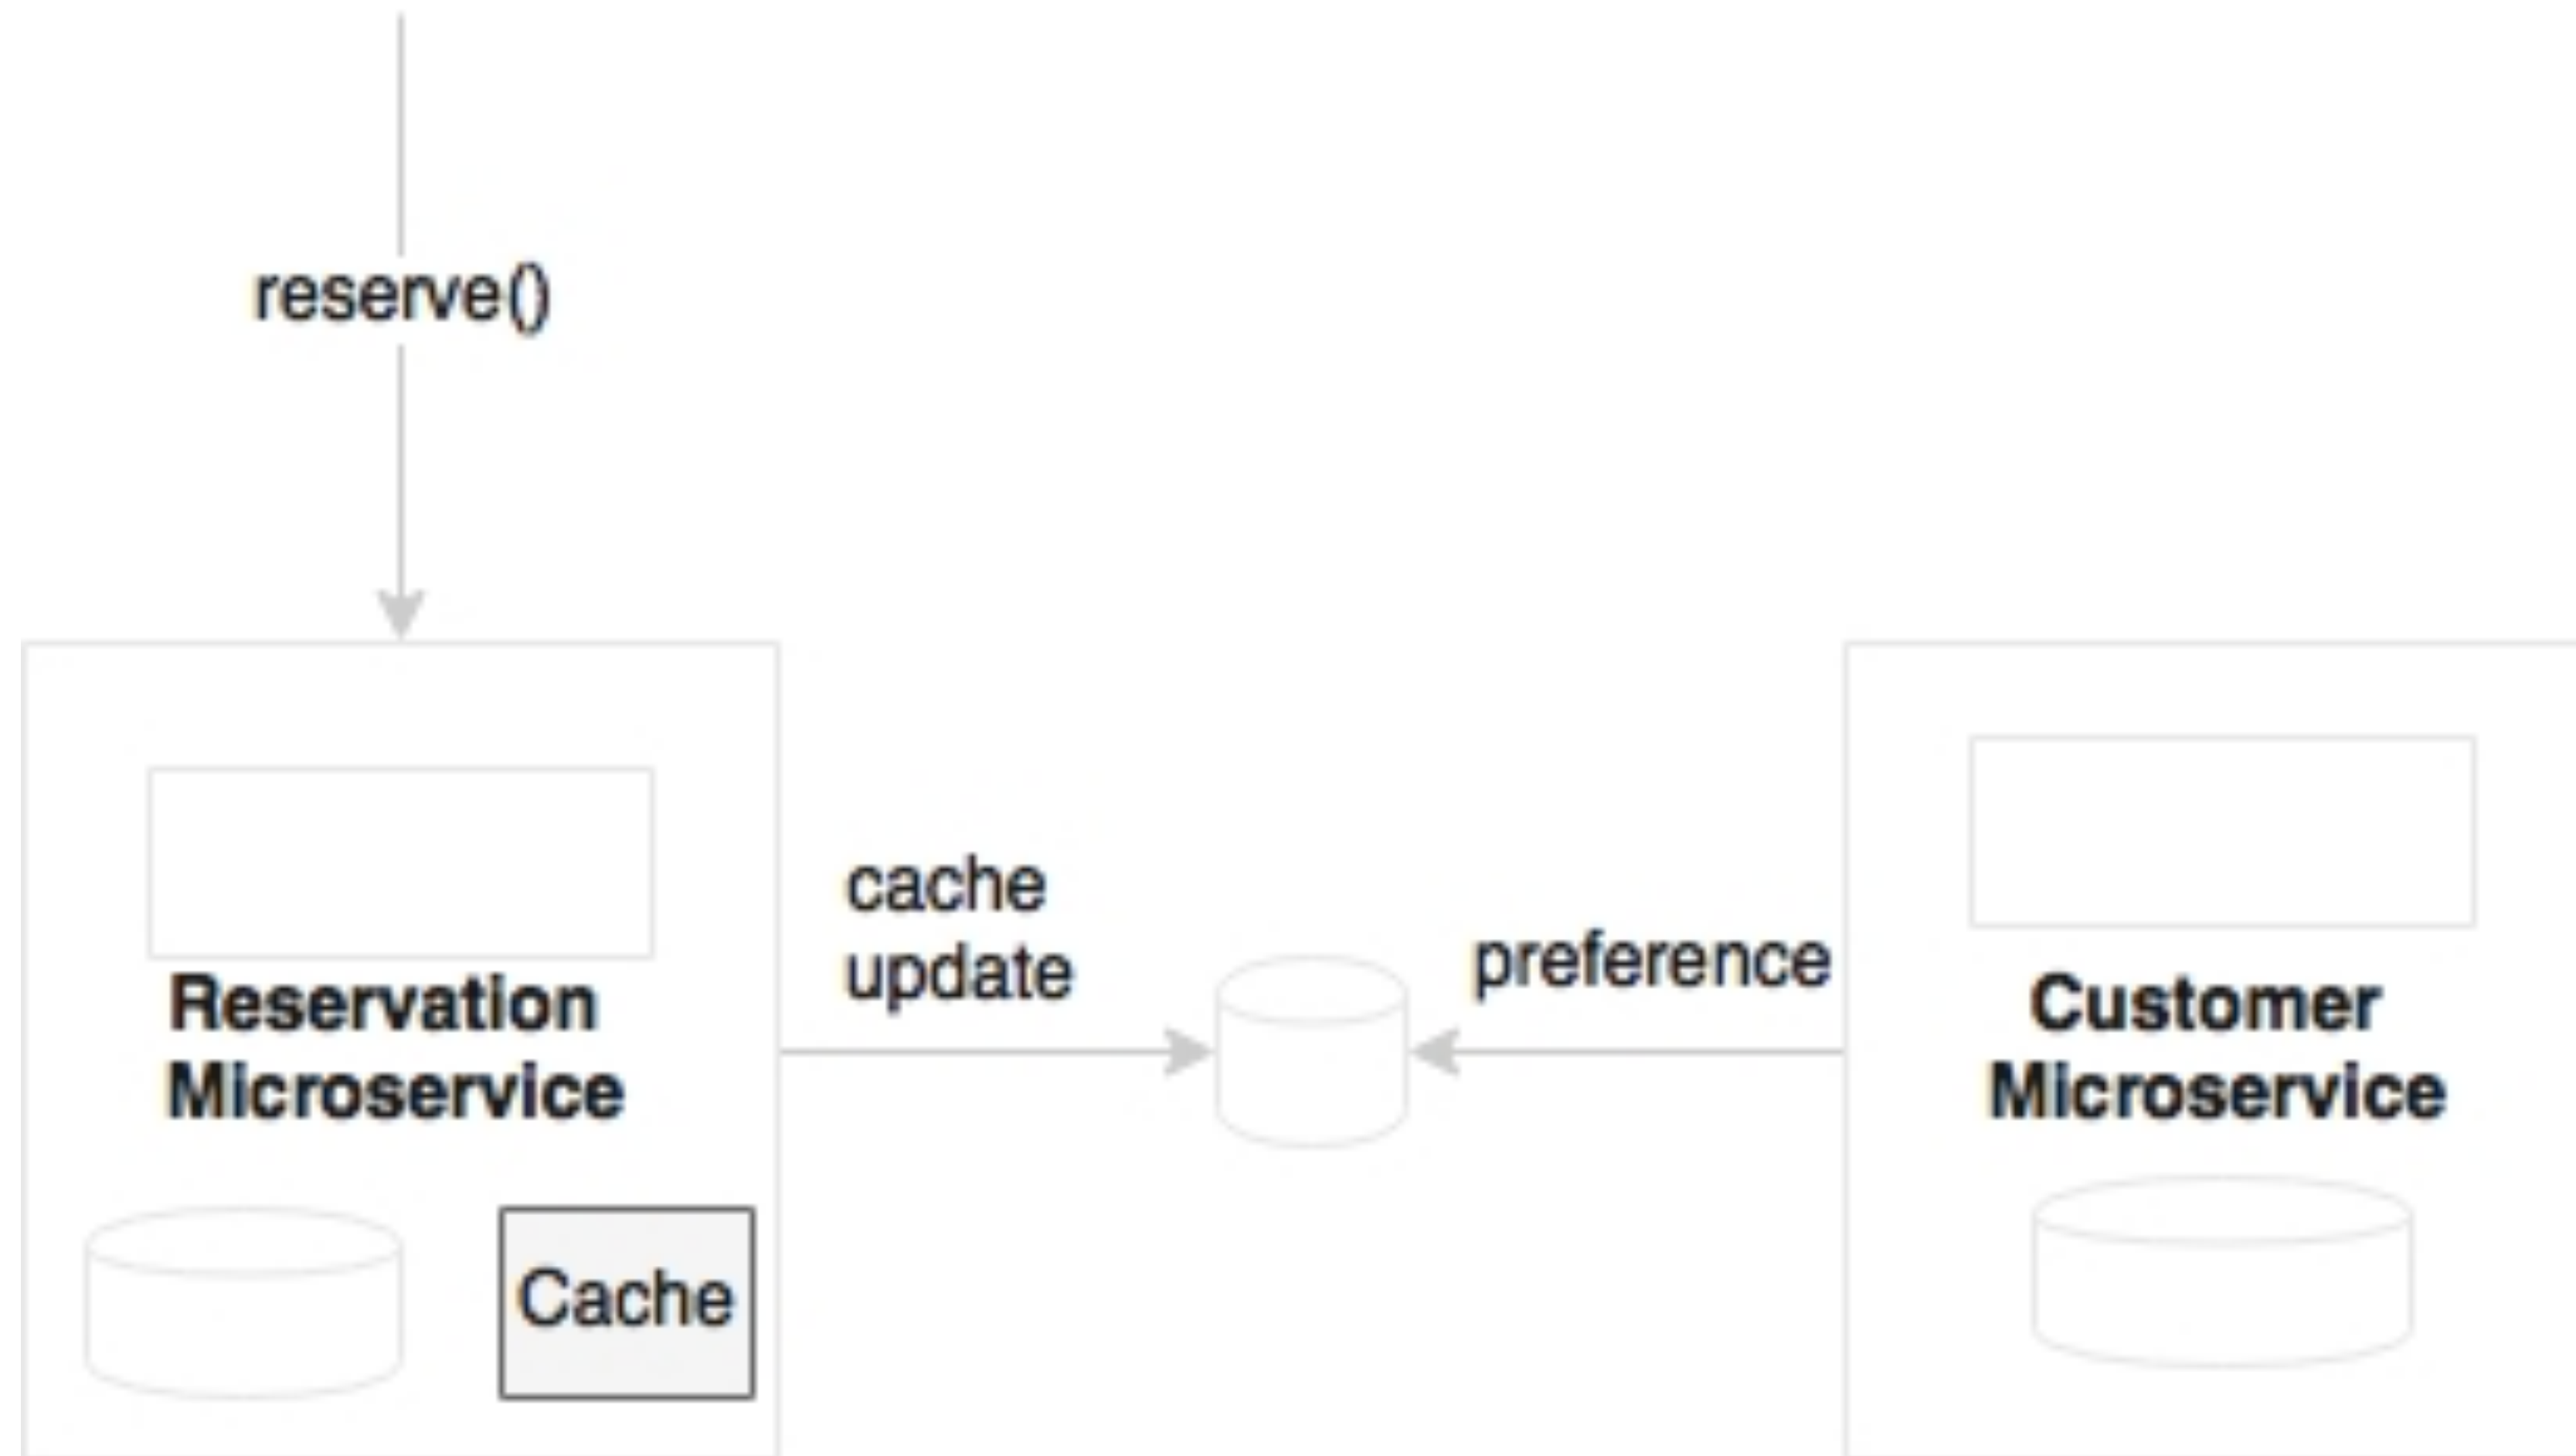 reserve()
cache
update
preference
Reservation
Microservice
Customer
Microservice
Cache